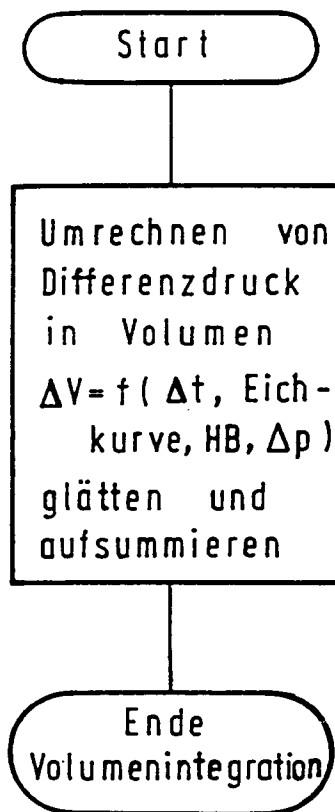 Start
Umrechnen von
Differenzdruck
in Volumen
ΔV = f ( Δt, Eich-
kurve, HB, Δp )
glätten und
aufsummieren
Ende
Volumenintegration